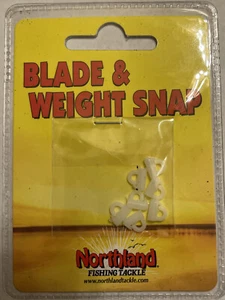 BLADE &
WEIGHT SNAP
Northland
FISHING TACKLE
www.northlandtackle.com